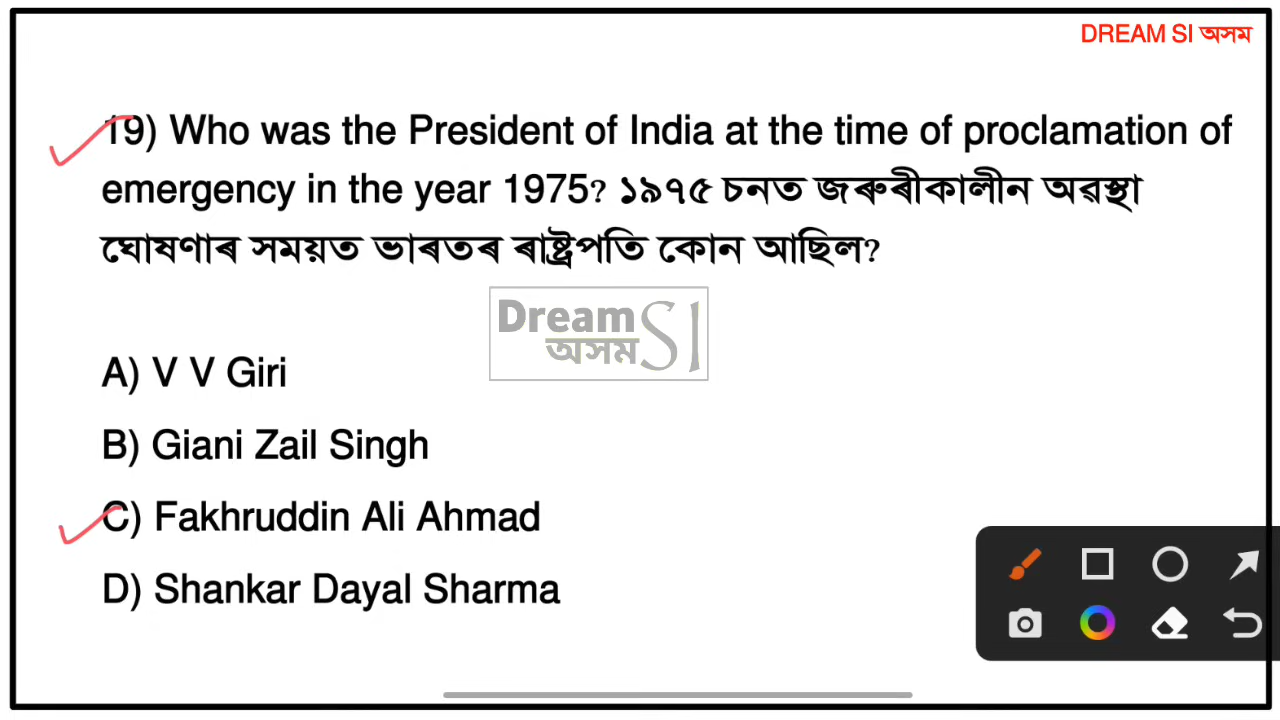 DREAM SI অসম
19) Who was the President of India at the time of proclamation of
emergency in the year 1975? ১৯৭৫ চনত জৰুৰীকালীন অৱস্থা
ঘোষণাৰ সময়ত ভাৰতৰ ৰাষ্ট্ৰপতি কোন আছিল?
Dream SI
অসম
A) V V Giri
B) Giani Zail Singh
C) Fakhruddin Ali Ahmad
D) Shankar Dayal Sharma